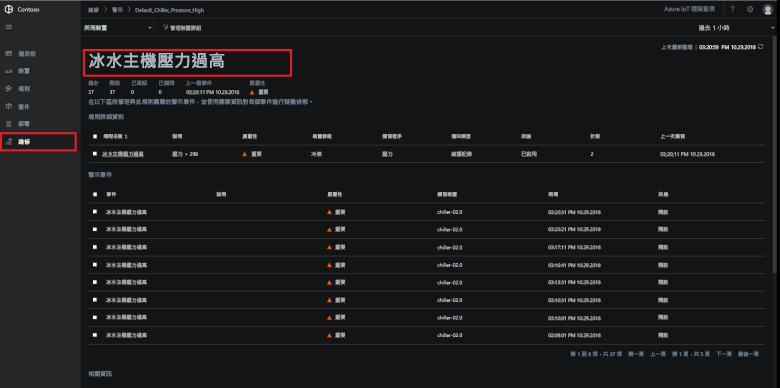 Contoso
維修 > 警示 > Default_Chiller_Pressure_High
Azure IoT 遠端監視
?
所有裝置
管理裝置群組
過去 1 小時
儀表板
裝置
規則
套件
部署
維修
上次重新整理 | 03:20:59 PM 10.29.2018
冰水主機壓力過高
總計 開啟 已確認 已關閉 上一個事件 嚴重性
37 37 0 0 02:20:11 PM 10.29.2018 重要
在以下區段管理與此規則關聯的警示事件，並使用關聯資訊對每個事件進行疑難排解。
規則詳細資料
規則名稱 說明 嚴重性 裝置群組 觸發程序 通知類型 狀態 計數 上一次觸發
冰水主機壓力過高 壓力 > 298 重要 冷煉 壓力 維護記錄 已啟用 2 03:20:11 PM 10.29.2018
警示事件
事件 說明 嚴重性 觸發裝置 時間 狀態
冰水主機壓力過高 重要 chiller-02.0 03:20:31 PM 10.29.2018 開啟
冰水主機壓力過高 重要 chiller-02.0 03:20:21 PM 10.29.2018 開啟
冰水主機壓力過高 重要 chiller-02.0 03:17:11 PM 10.29.2018 開啟
冰水主機壓力過高 重要 chiller-02.0 03:16:41 PM 10.29.2018 開啟
冰水主機壓力過高 重要 chiller-02.0 03:13:31 PM 10.29.2018 開啟
冰水主機壓力過高 重要 chiller-02.0 03:10:31 PM 10.29.2018 開啟
冰水主機壓力過高 重要 chiller-02.0 03:10:01 PM 10.29.2018 開啟
冰水主機壓力過高 重要 chiller-02.0 02:09:01 PM 10.29.2018 開啟
第 1 到 8 項，共 37 項 第一頁 上一頁 第 1 頁，共 5 頁 下一頁 最後一頁
相關資訊